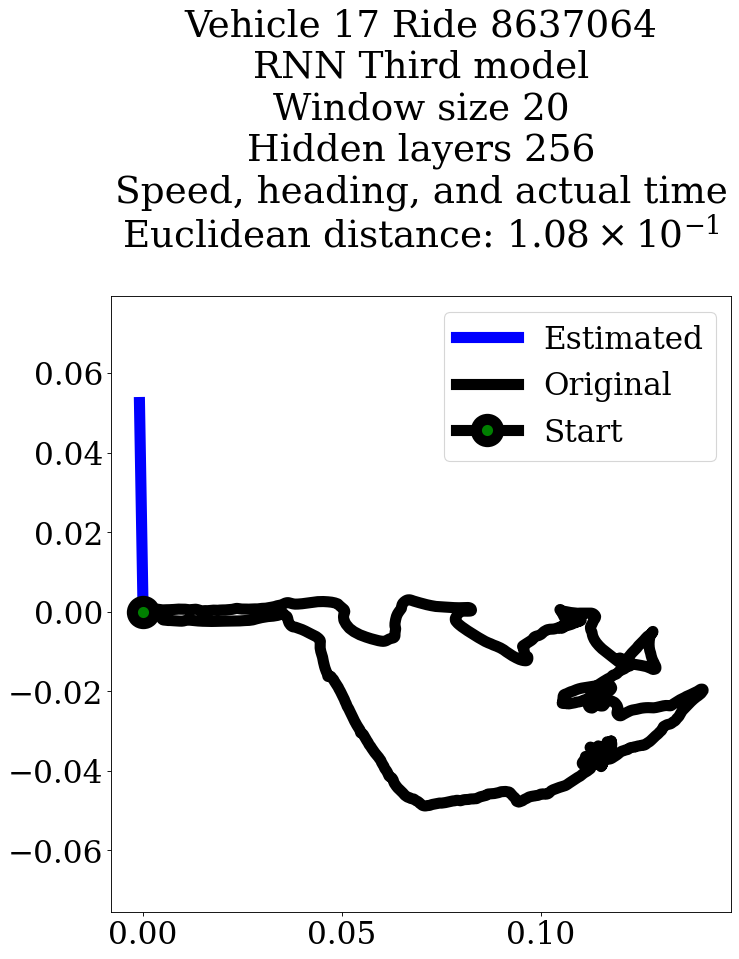 Vehicle 17 Ride 8637064
RNN Third model
Window size 20
Hidden layers 256
Speed, heading, and actual time
Euclidean distance: 1.08 × 10⁻¹
Estimated
Original
Start
0.06
0.04
0.02
0.00
−0.02
−0.04
−0.06
0.00 0.05 0.10